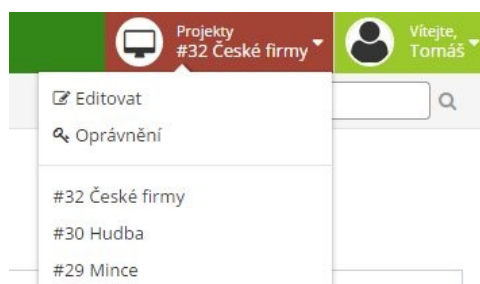 Projekty
#32 České firmy
Vítejte,
Tomáš
Editovat
Oprávnění
#32 České firmy
#30 Hudba
#29 Mince